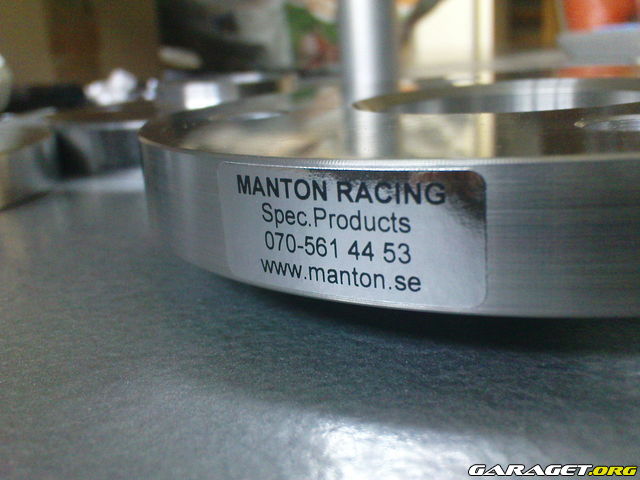 MANTON RACING
Spec.Products
070-561 44 53
www.manton.se
GARAGET.ORG